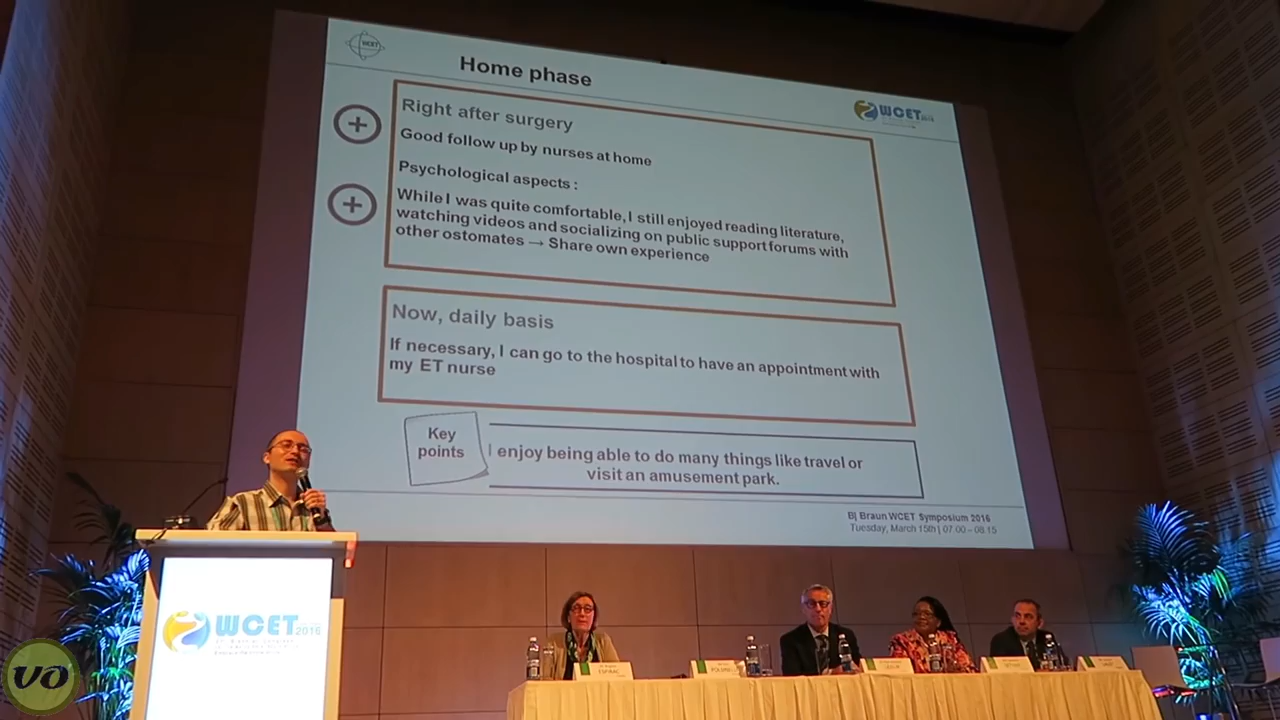 WCET
Home phase
WCET 2016
Right after surgery
Good follow up by nurses at home
Psychological aspects :
While I was quite comfortable, I still enjoyed reading literature,
watching videos and socializing on public support forums with
other ostomates → Share own experience
Now, daily basis
If necessary, I can go to the hospital to have an appointment with
my ET nurse
Key
points
I enjoy being able to do many things like travel or
visit an amusement park.
B| Braun WCET Symposium 2016
Tuesday, March 15th | 07.00 – 08.15
WCET
2016
ESPIRAC
VO